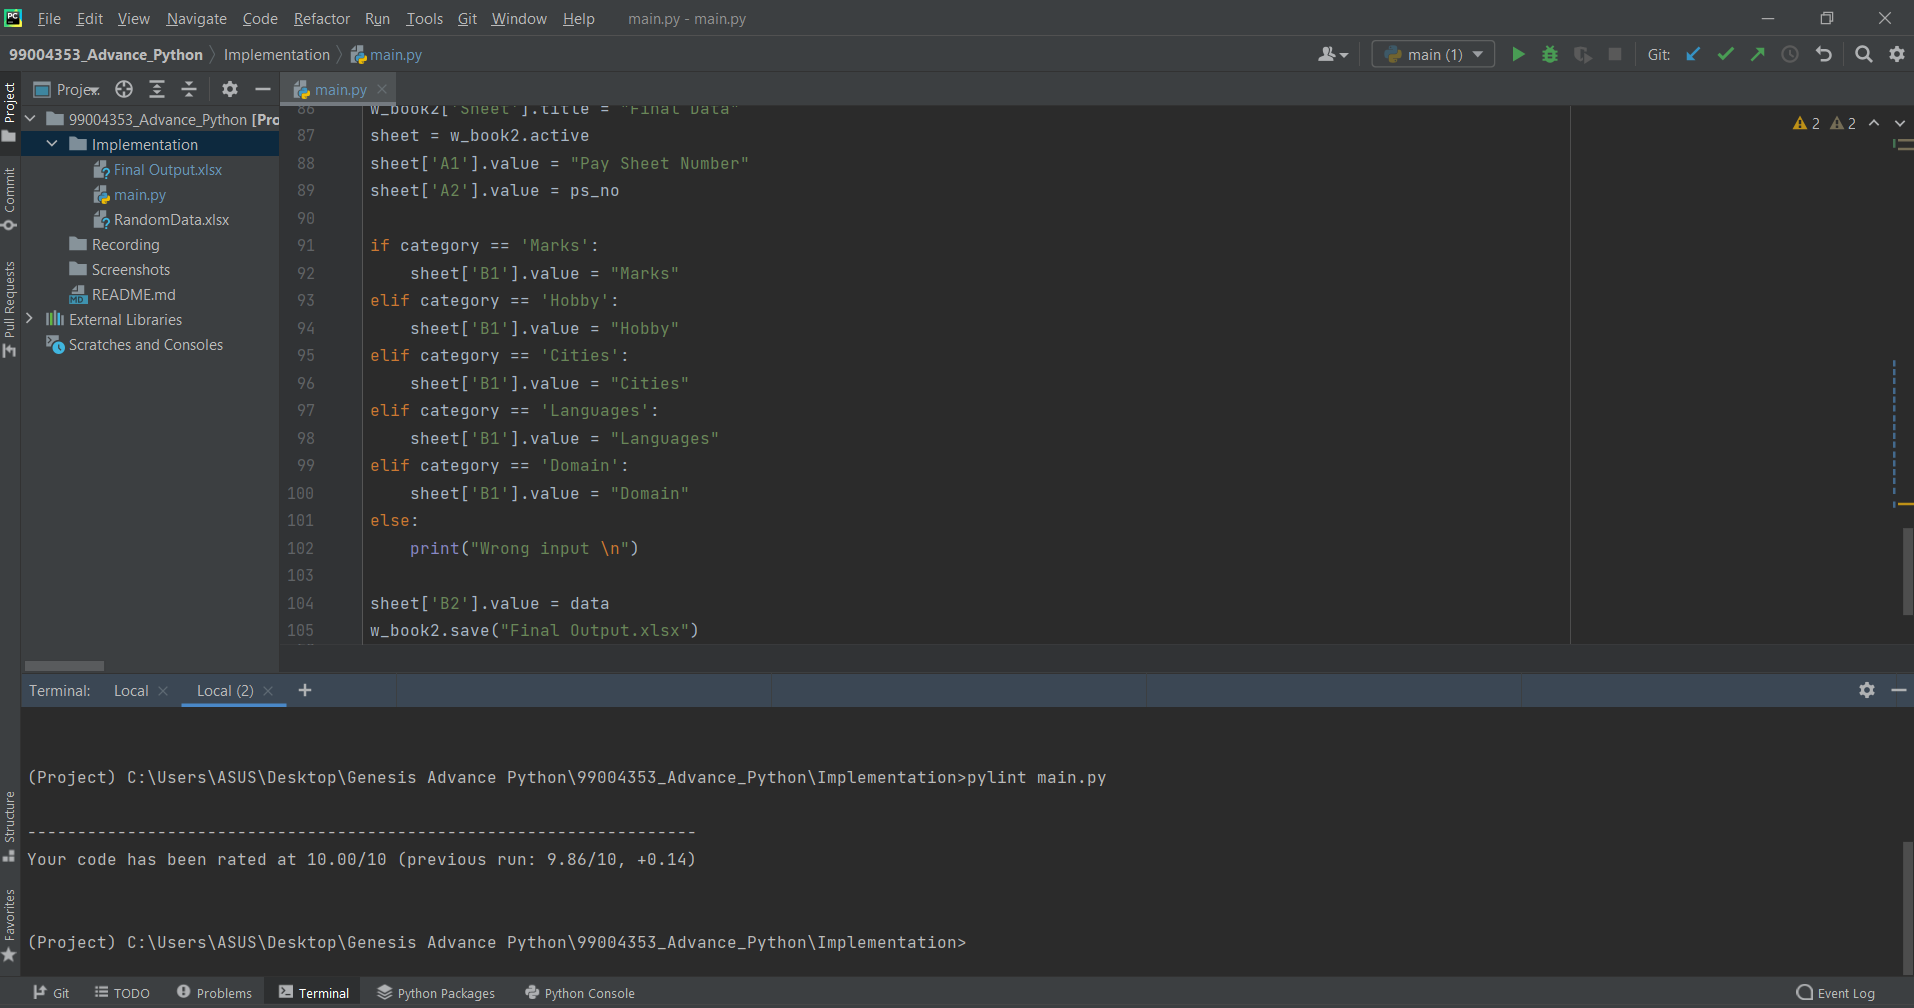 PC File Edit View Navigate Code Refactor Run Tools Git Window Help main.py - main.py
99004353_Advance_Python Implementation main.py main (1) Git:
Project
Projec main.py
99004353_Advance_Python [Pro
Implementation
Final Output.xlsx
main.py
RandomData.xlsx
Recording
Screenshots
README.md
External Libraries
Scratches and Consoles
Commit
Pull Requests
2 2
86 w_book2['Sheet'].title = "Final Data"
87 sheet = w_book2.active
88 sheet['A1'].value = "Pay Sheet Number"
89 sheet['A2'].value = ps_no
90
91 if category == 'Marks':
92 sheet['B1'].value = "Marks"
93 elif category == 'Hobby':
94 sheet['B1'].value = "Hobby"
95 elif category == 'Cities':
96 sheet['B1'].value = "Cities"
97 elif category == 'Languages':
98 sheet['B1'].value = "Languages"
99 elif category == 'Domain':
100 sheet['B1'].value = "Domain"
101 else:
102 print("Wrong input \n")
103
104 sheet['B2'].value = data
105 w_book2.save("Final Output.xlsx")
Terminal: Local Local (2)
(Project) C:\Users\ASUS\Desktop\Genesis Advance Python\99004353_Advance_Python\Implementation>pylint main.py
-------------------------------------------------------------------
Your code has been rated at 10.00/10 (previous run: 9.86/10, +0.14)
(Project) C:\Users\ASUS\Desktop\Genesis Advance Python\99004353_Advance_Python\Implementation>
Structure
Favorites
Git TODO Problems Terminal Python Packages Python Console Event Log